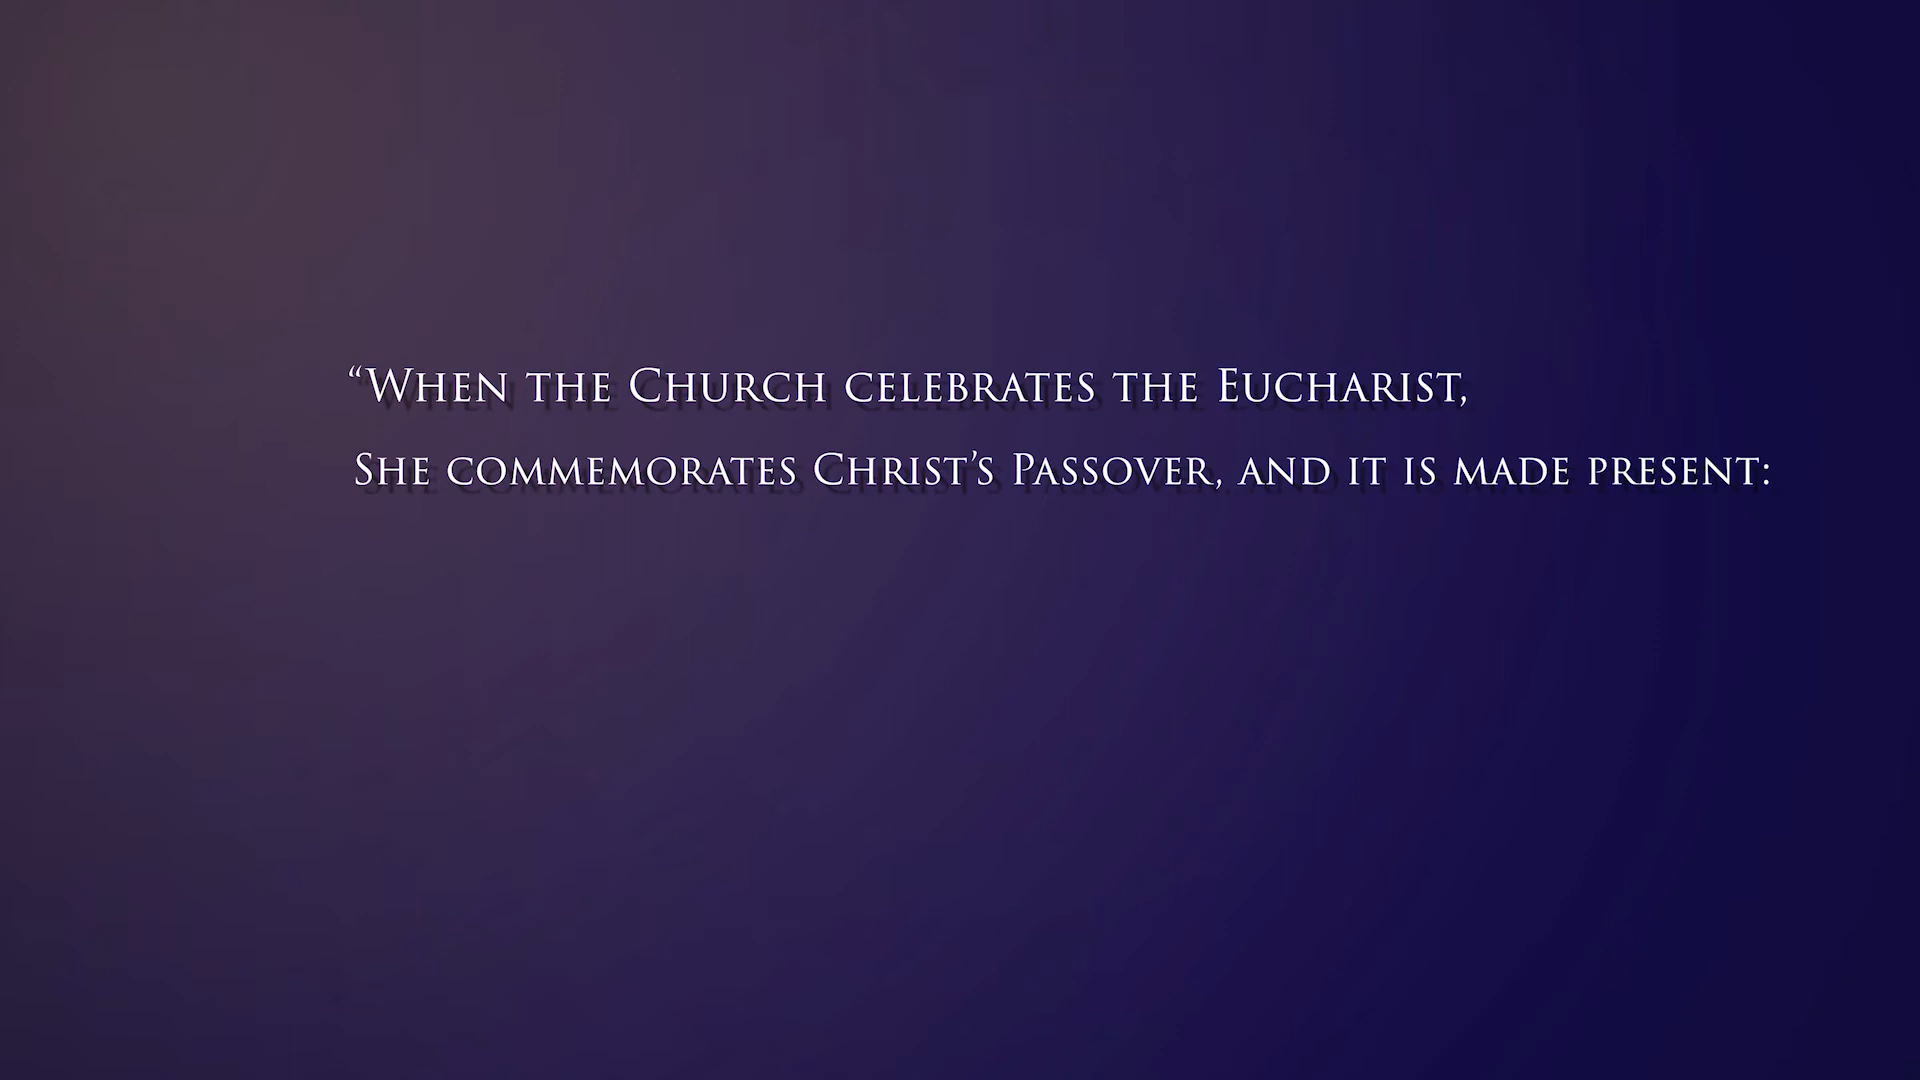 “When the Church celebrates the Eucharist,
She commemorates Christ’s Passover, and it is made present: